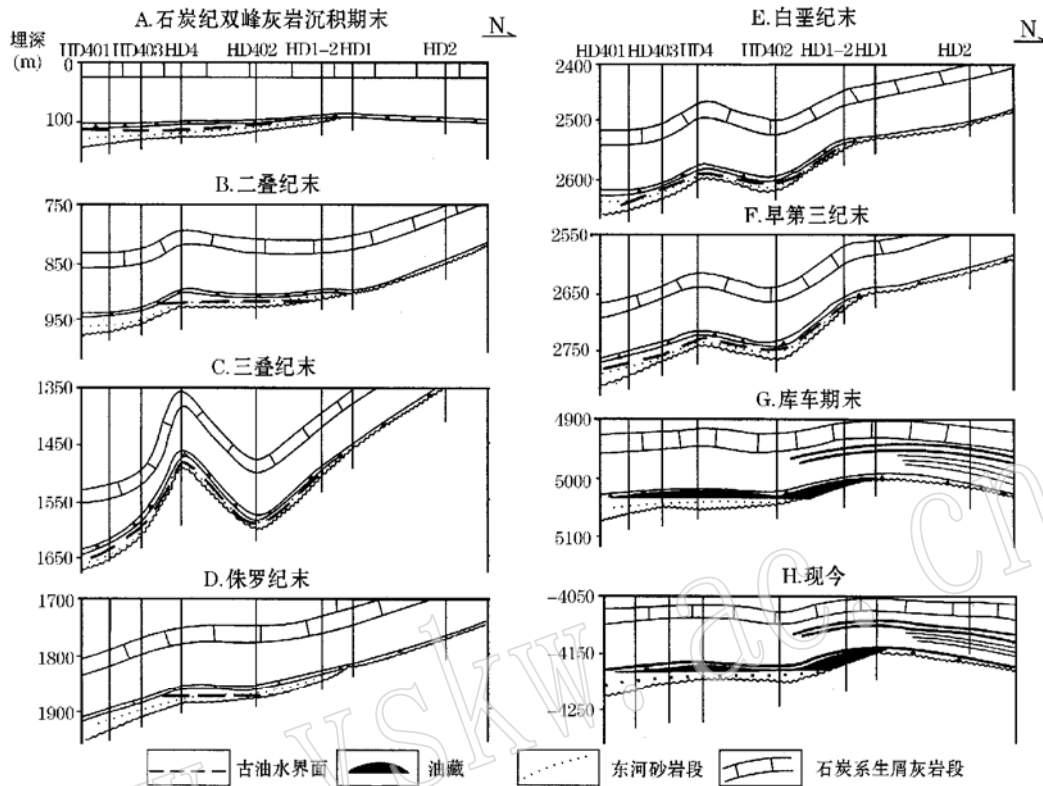 A.石炭纪双峰灰岩沉积期末
N
埋深
(m)
HD401 HD403 HD4 HD402 HD1-2 HD1 HD2
0
100
B.二叠纪末
750
850
950
C.三叠纪末
1350
1450
1550
1650
D.侏罗纪末
1700
1800
1900
E.白垩纪末
N
HD401 HD403 HD4 HD402 HD1-2 HD1 HD2
2400
2500
2600
F.早第三纪末
2550
2650
2750
G.库车期末
4900
5000
5100
H.现今
-4050
-4150
-4250
古油水界面 油藏 东河砂岩段 石炭系生屑灰岩段
www.yskw.ac.cn